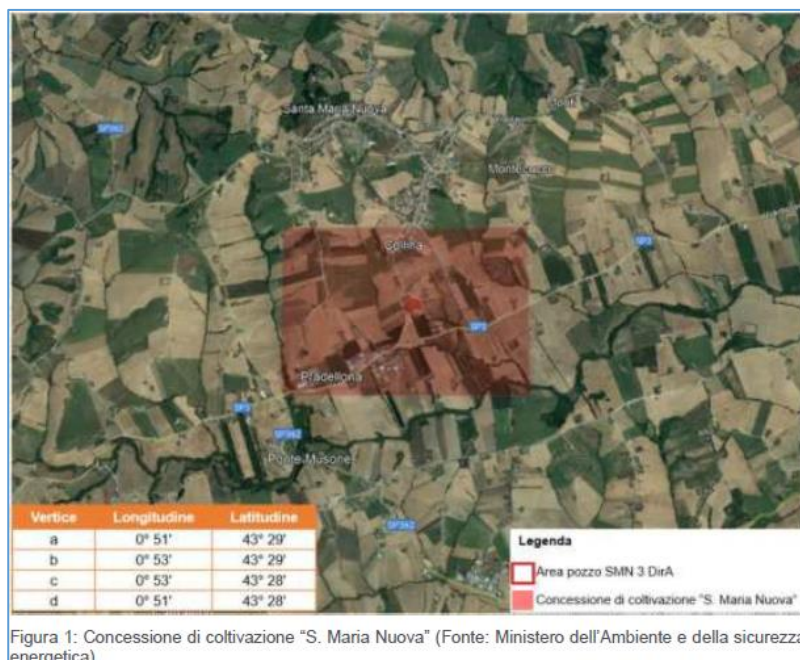 Santa Maria Nuova
SP362
Collina
SP3
SP3
Pradellona
SP3
SP362
Ponte Musone
SP362
Vertice Longitudine Latitudine
a 0° 51' 43° 29'
b 0° 53' 43° 29'
c 0° 53' 43° 28'
d 0° 51' 43° 28'
Legenda
Area pozzo SMN 3 DirA
Concessione di coltivazione "S. Maria Nuova"
Figura 1: Concessione di coltivazione “S. Maria Nuova” (Fonte: Ministero dell'Ambiente e della sicurezza
energetica)